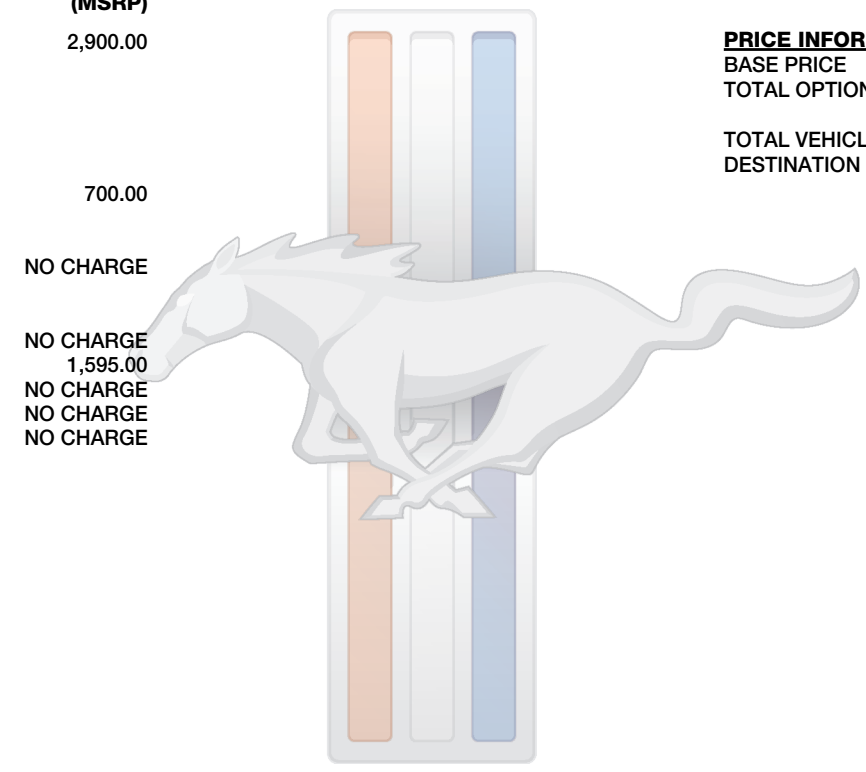 (MSRP)
2,900.00
700.00
NO CHARGE
NO CHARGE
1,595.00
NO CHARGE
NO CHARGE
NO CHARGE
PRICE INFOR
BASE PRICE
TOTAL OPTION
TOTAL VEHICL
DESTINATION